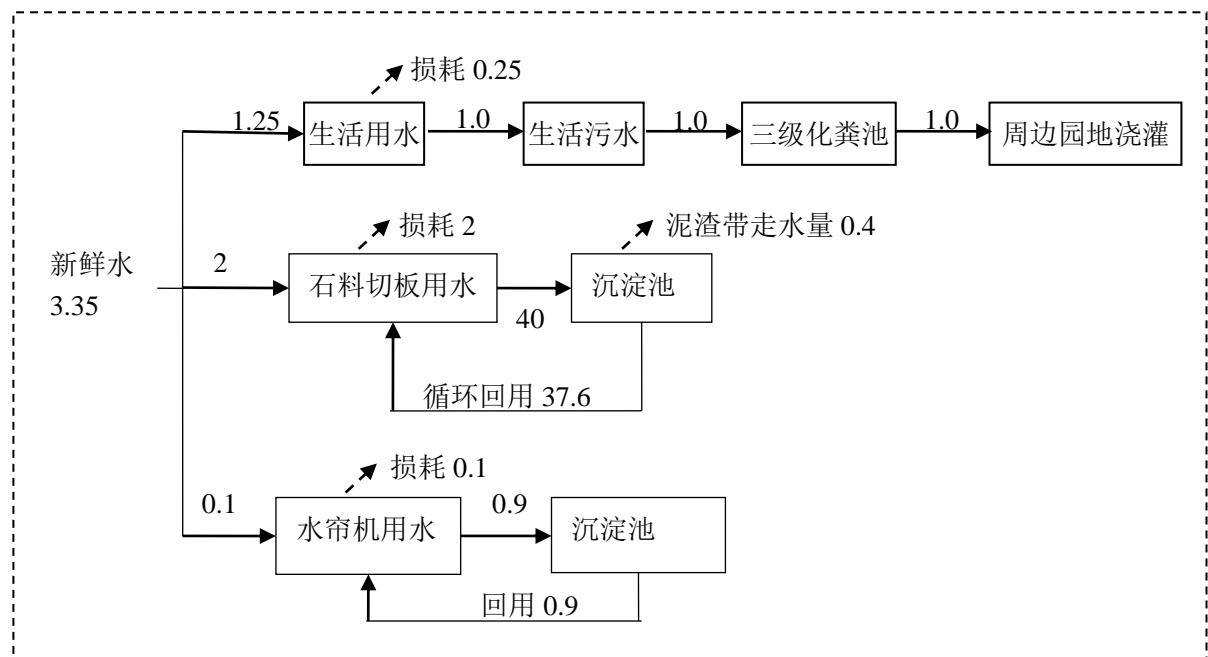 损耗 0.25
1.25
生活用水
1.0
生活污水
1.0
三级化粪池
1.0
周边园地浇灌
损耗 2
泥渣带走水量 0.4
新鲜水
3.35
2
石料切板用水
40
沉淀池
循环回用 37.6
损耗 0.1
0.1
水帘机用水
0.9
沉淀池
回用 0.9